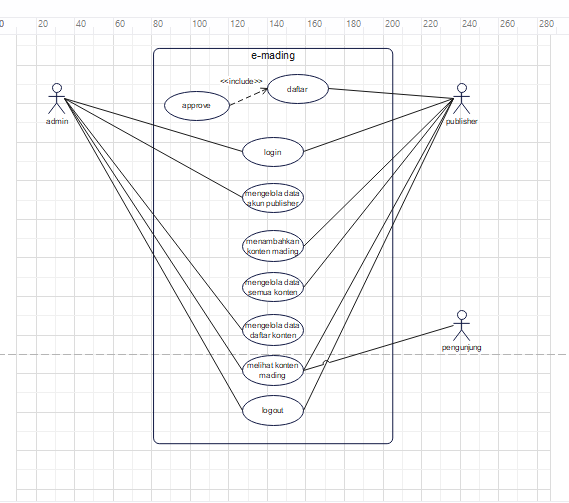 0 20 40 60 80 100 120 140 160 180 200 220 240 260 280
e-mading
<<include>>
approve
daftar
admin
publisher
login
mengelola data
akun publisher
menambahkan
konten mading
mengelola data
semua konten
mengelola data
daftar konten
pengunjung
melihat konten
mading
logout